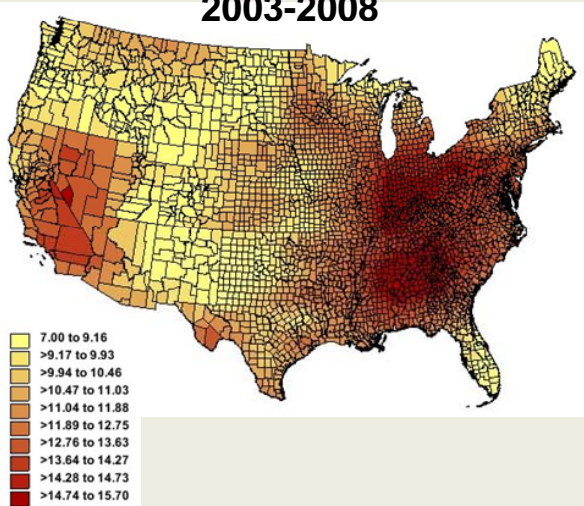 2003-2008
7.00 to 9.16
>9.17 to 9.93
>9.94 to 10.46
>10.47 to 11.03
>11.04 to 11.88
>11.89 to 12.75
>12.76 to 13.63
>13.64 to 14.27
>14.28 to 14.73
>14.74 to 15.70